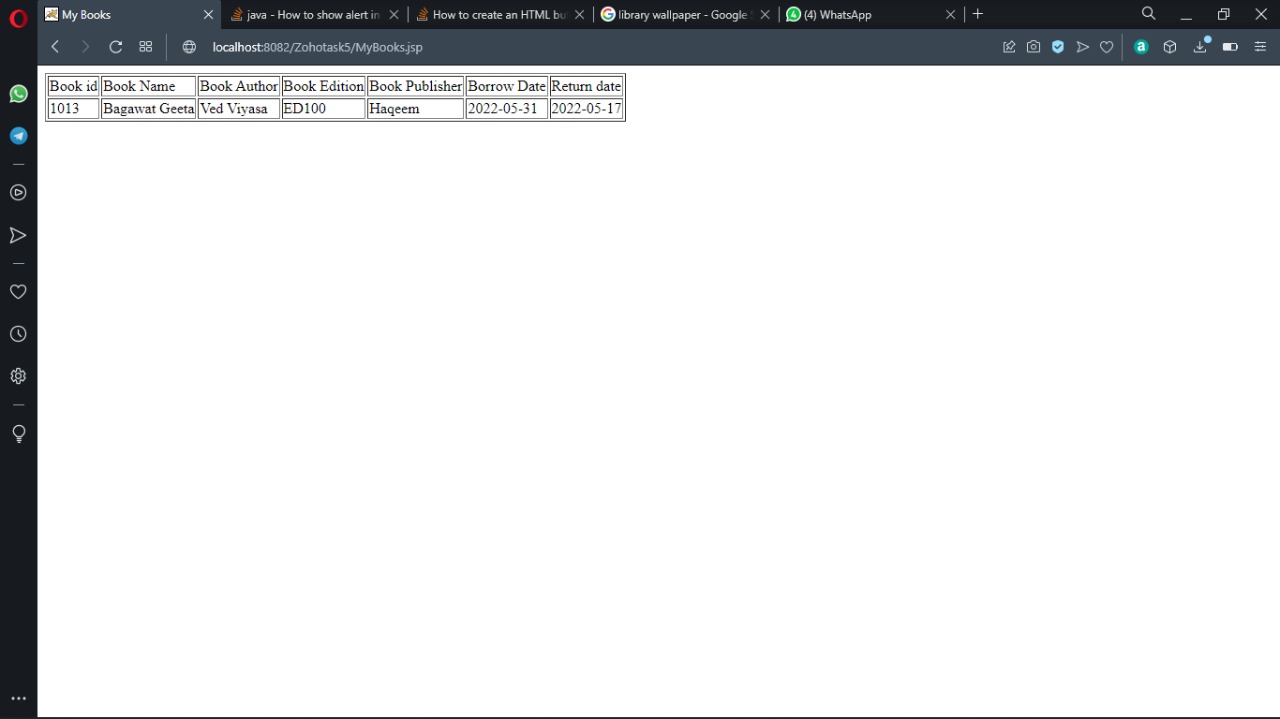 My Books
java - How to show alert in
How to create an HTML bu
library wallpaper - Google
(4) WhatsApp
localhost:8082/Zohotask5/MyBooks.jsp
a
Book id Book Name Book Author Book Edition Book Publisher Borrow Date Return date
1013 Bagawat Geeta Ved Viyasa ED100 Haqeem 2022-05-31 2022-05-17